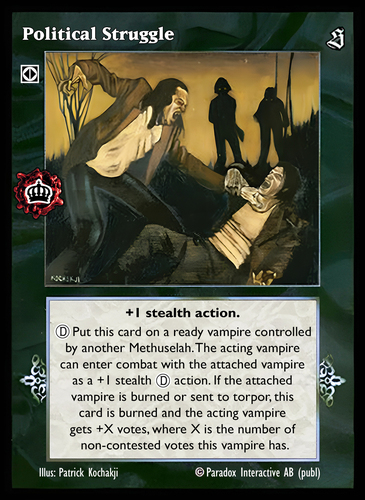 Political Struggle
KOCHAKJI
+1 stealth action.
Ⓓ Put this card on a ready vampire controlled
by another Methuselah. The acting vampire
can enter combat with the attached vampire
as a +1 stealth Ⓓ action. If the attached
vampire is burned or sent to torpor, this
card is burned and the acting vampire
gets +X votes, where X is the number of
non-contested votes this vampire has.
Illus: Patrick Kochakji © Paradox Interactive AB (publ)